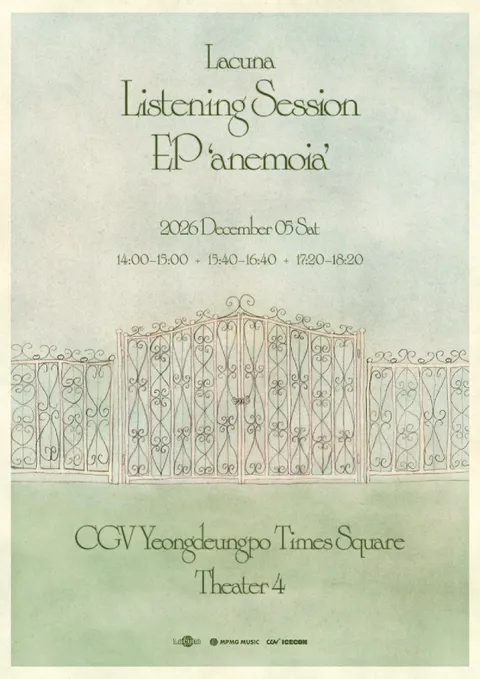 Lacuna
Listening Session
EP 'anemoia'
2026 December 05 Sat
14:00-15:00 + 15:40-16:40 + 17:20-18:20
CGV Yeongdeungpo Times Square
Theater 4
LACUNA MPMG MUSIC CGV ICECON